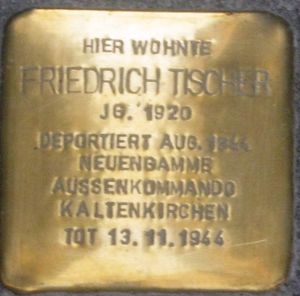 HIER WOHNTE
FRIEDRICH TISCHER
JG. 1920
DEPORTIERT AUG. 1944
NEUENGAMME
AUSSENKOMMANDO
KALTENKIRCHEN
TOT 13.11.1944